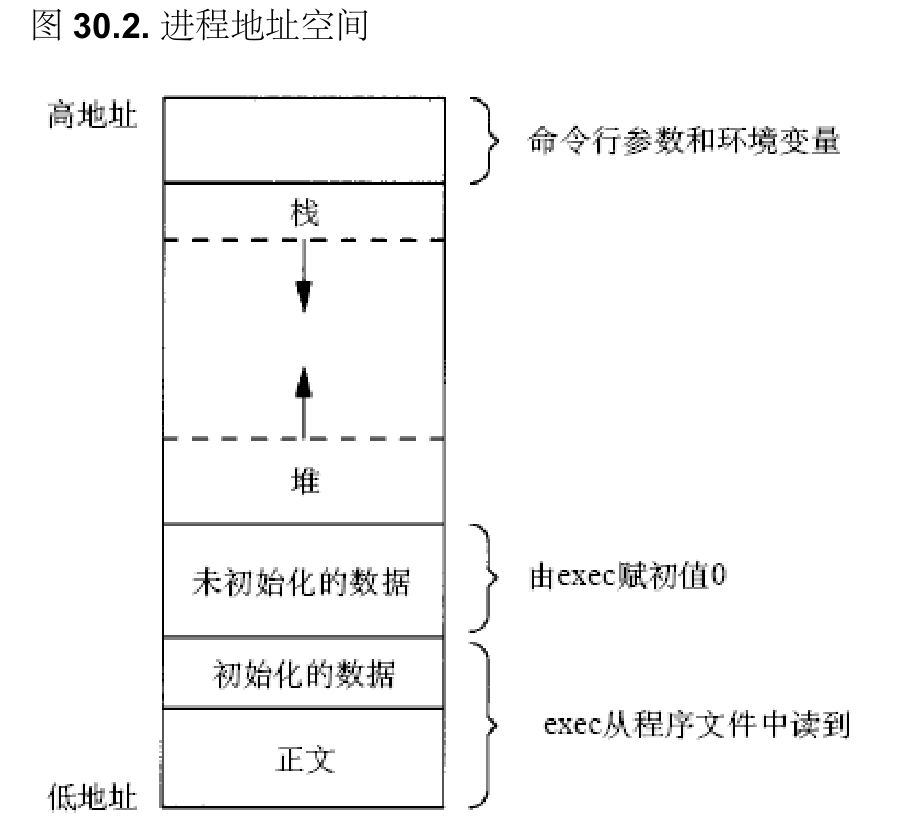 图 30.2. 进程地址空间
高地址
命令行参数和环境变量
栈
堆
未初始化的数据
由exec赋初值0
初始化的数据
exec从程序文件中读到
正文
低地址